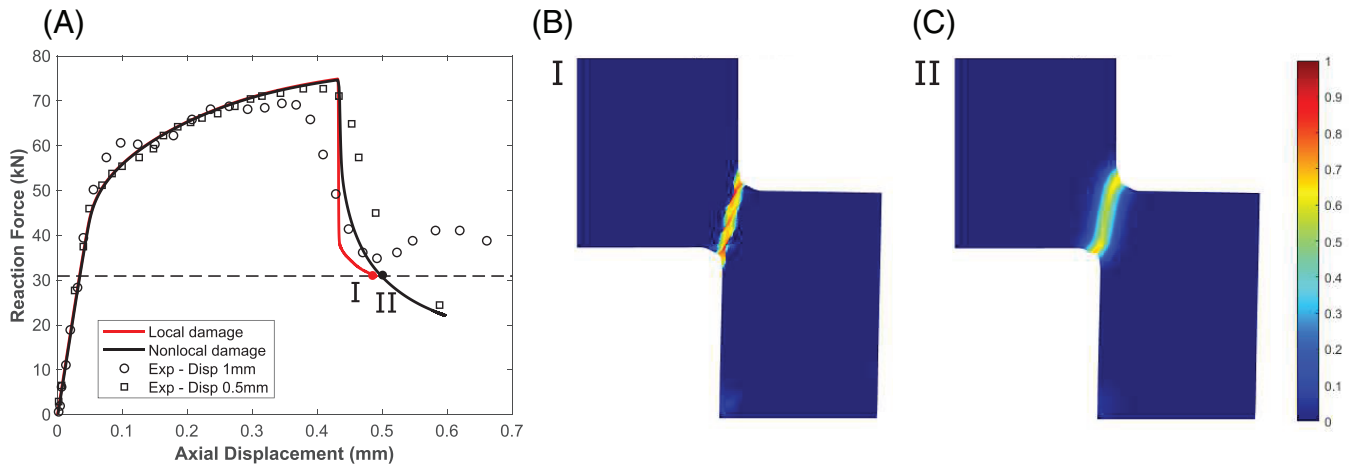 (A)
(B)
(C)
80
70
60
50
40
30
20
10
0
Reaction Force (kN)
0
0.1
0.2
0.3
0.4
0.5
0.6
0.7
Axial Displacement (mm)
I
II
Local damage
Nonlocal damage
Exp - Disp 1mm
Exp - Disp 0.5mm
I
II
1
0.9
0.8
0.7
0.6
0.5
0.4
0.3
0.2
0.1
0